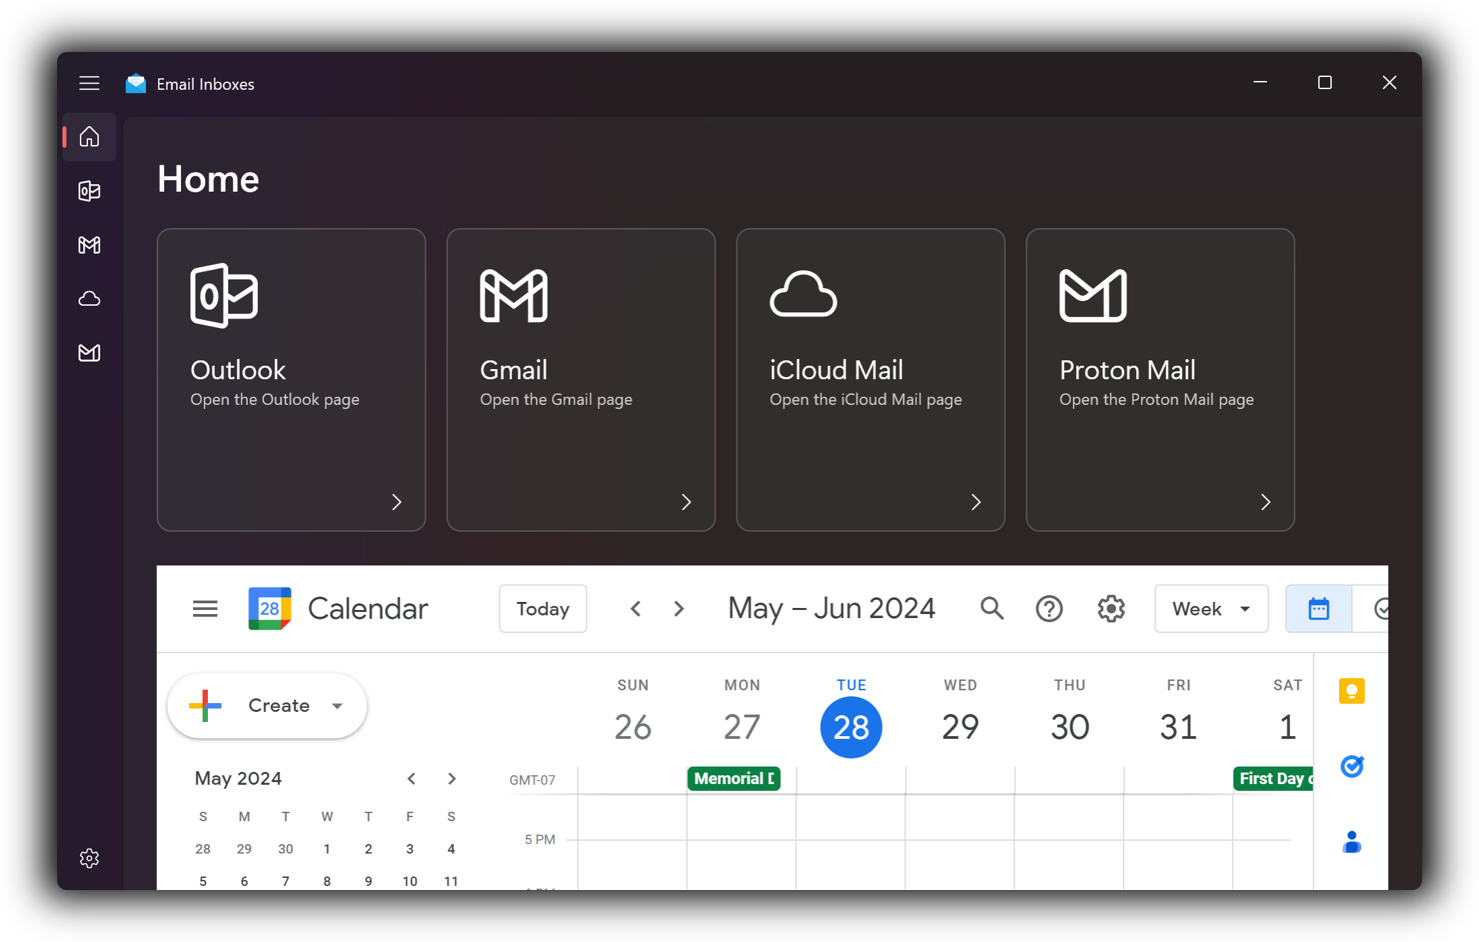 Email Inboxes
Home
Outlook
Open the Outlook page
Gmail
Open the Gmail page
iCloud Mail
Open the iCloud Mail page
Proton Mail
Open the Proton Mail page
28 Calendar Today May – Jun 2024 Week
Create
SUN MON TUE WED THU FRI SAT
26 27 28 29 30 31 1
GMT-07 Memorial First Day
5 PM
May 2024
S M T W T F S
28 29 30 1 2 3 4
5 6 7 8 9 10 11